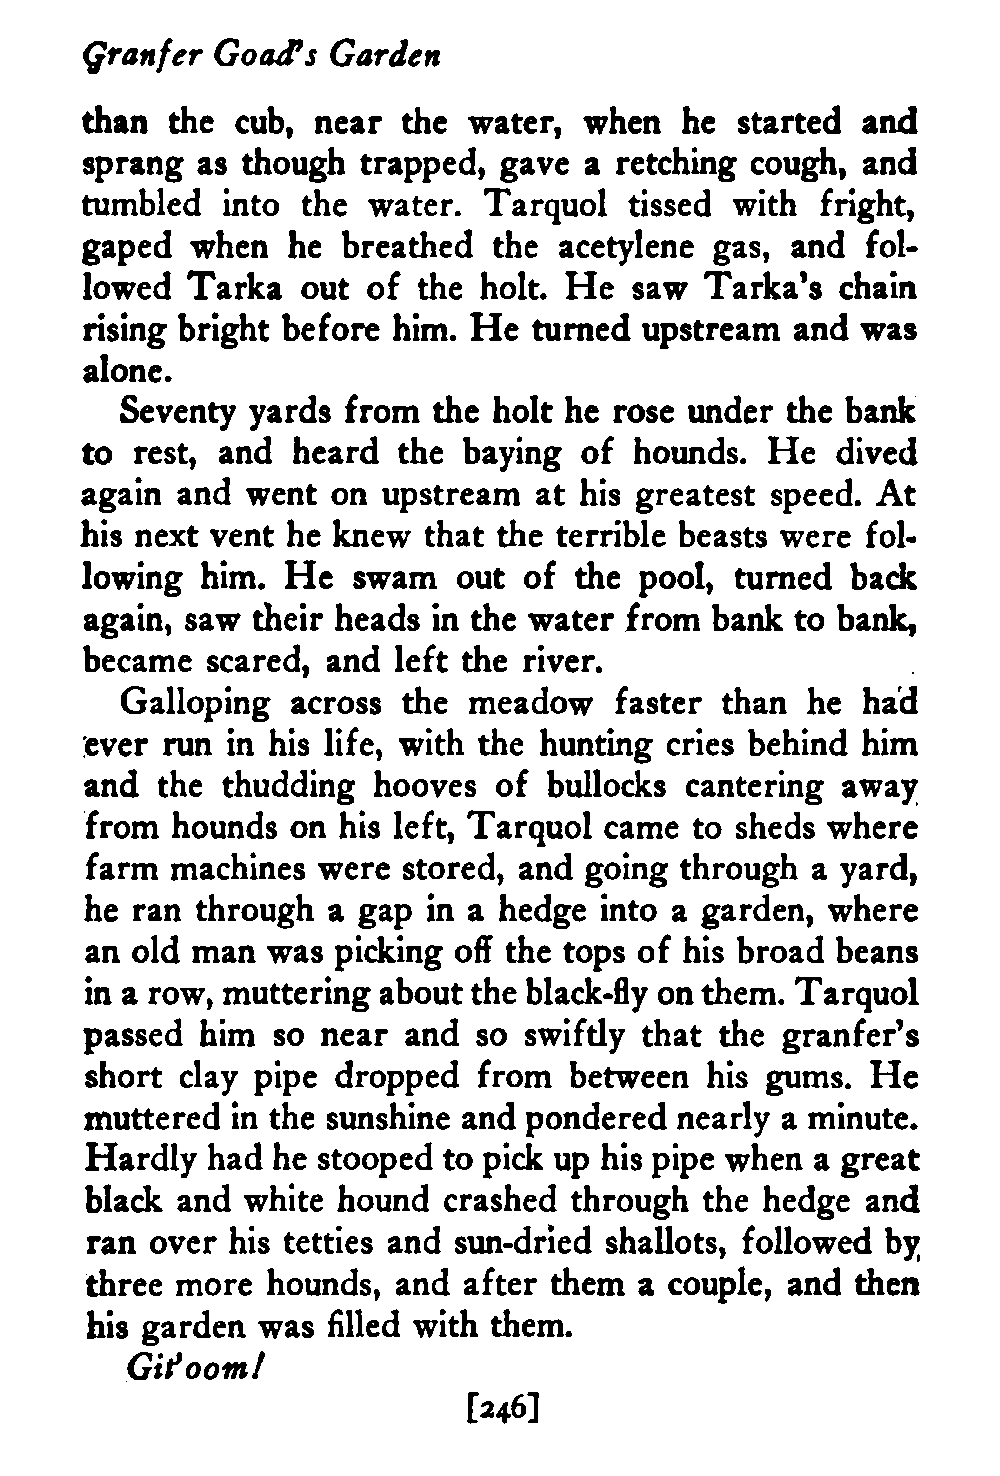 Granfer Goad's Garden
than the cub, near the water, when he started and
sprang as though trapped, gave a retching cough, and
tumbled into the water. Tarquol tissed with fright,
gaped when he breathed the acetylene gas, and fol-
lowed Tarka out of the holt. He saw Tarka's chain
rising bright before him. He turned upstream and was
alone.
Seventy yards from the holt he rose under the bank
to rest, and heard the baying of hounds. He dived
again and went on upstream at his greatest speed. At
his next vent he knew that the terrible beasts were fol-
lowing him. He swam out of the pool, turned back
again, saw their heads in the water from bank to bank,
became scared, and left the river.
Galloping across the meadow faster than he had
ever run in his life, with the hunting cries behind him
and the thudding hooves of bullocks cantering away
from hounds on his left, Tarquol came to sheds where
farm machines were stored, and going through a yard,
he ran through a gap in a hedge into a garden, where
an old man was picking off the tops of his broad beans
in a row, muttering about the black-fly on them. Tarquol
passed him so near and so swiftly that the granfer's
short clay pipe dropped from between his gums. He
muttered in the sunshine and pondered nearly a minute.
Hardly had he stooped to pick up his pipe when a great
black and white hound crashed through the hedge and
ran over his tetties and sun-dried shallots, followed by
three more hounds, and after them a couple, and then
his garden was filled with them.
Git'oom!
[246]